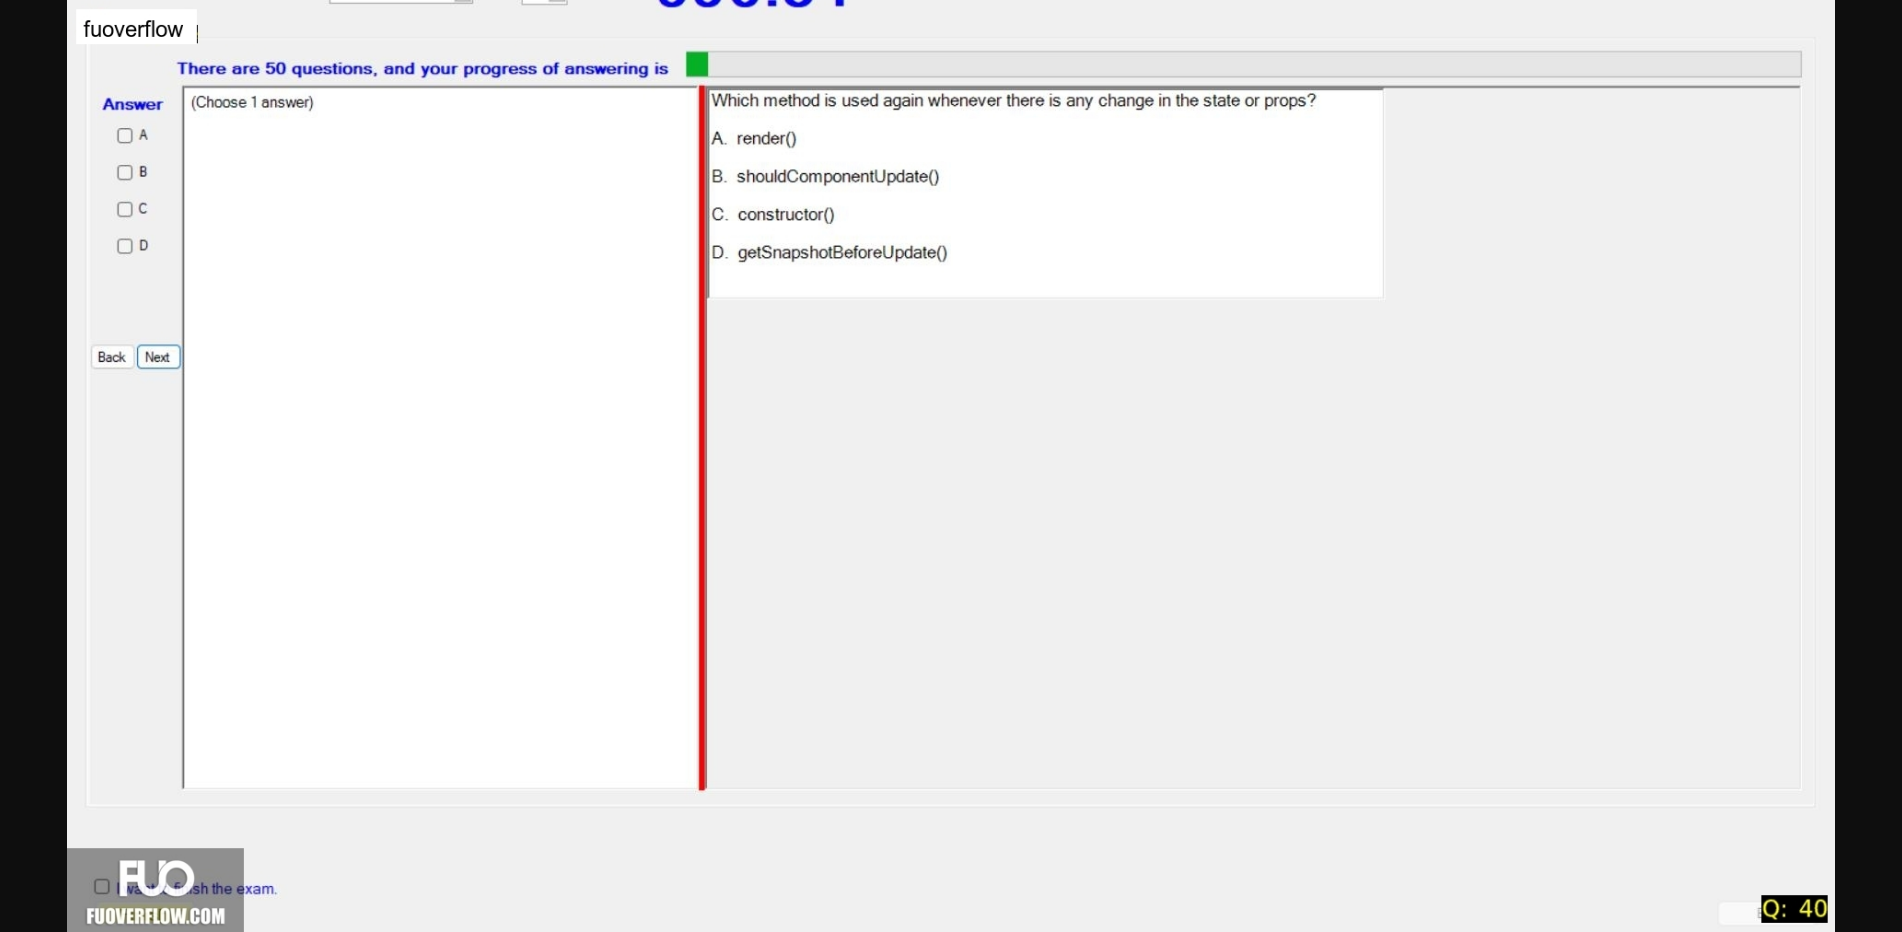 fuoverflow
There are 50 questions, and your progress of answering is
Answer
(Choose 1 answer)
A
B
C
D
Back Next
Which method is used again whenever there is any change in the state or props?
A. render()
B. shouldComponentUpdate()
C. constructor()
D. getSnapshotBeforeUpdate()
FUO
sh the exam.
FUOVERFLOW.COM
Q: 40